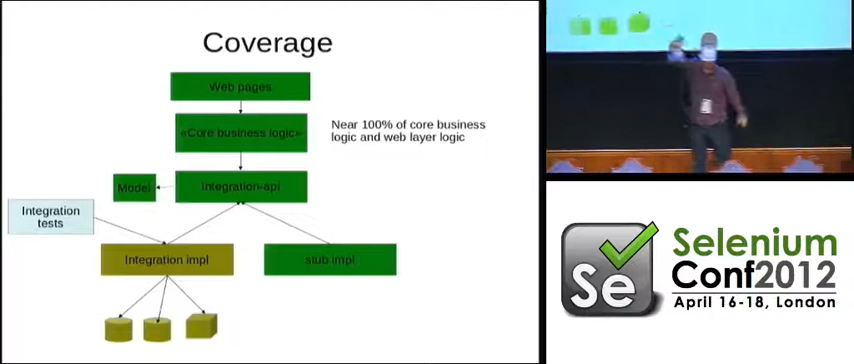 Coverage
Web pages
«Core business logic»
Near 100% of core business
logic and web layer logic
Model
Integration-api
Integration
tests
Integration impl
stub impl
Se
Selenium
Conf2012
April 16-18, London